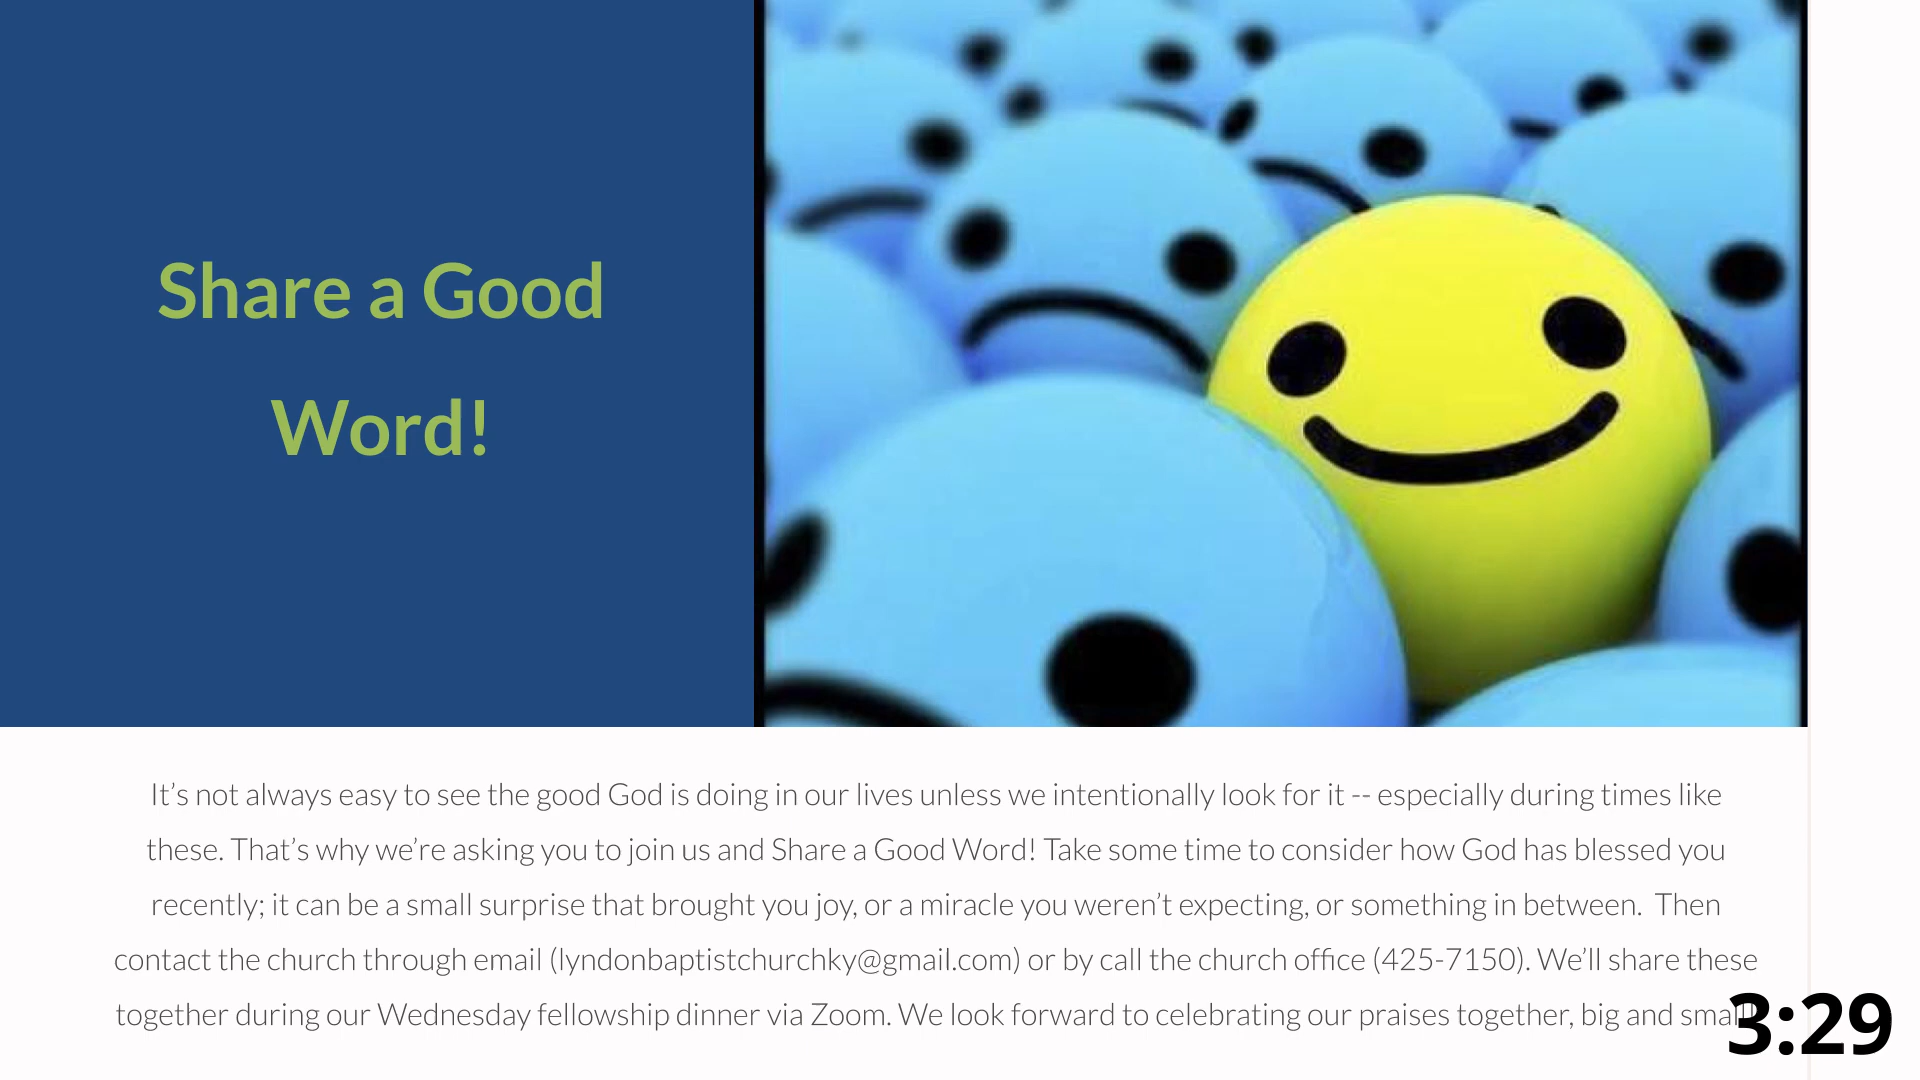 Share a Good
Word!
It’s not always easy to see the good God is doing in our lives unless we intentionally look for it -- especially during times like
these. That’s why we’re asking you to join us and Share a Good Word! Take some time to consider how God has blessed you
recently; it can be a small surprise that brought you joy, or a miracle you weren’t expecting, or something in between.  Then
contact the church through email (lyndonbaptistchurchky@gmail.com) or by call the church office (425-7150). We’ll share these
together during our Wednesday fellowship dinner via Zoom. We look forward to celebrating our praises together, big and small!
3:29